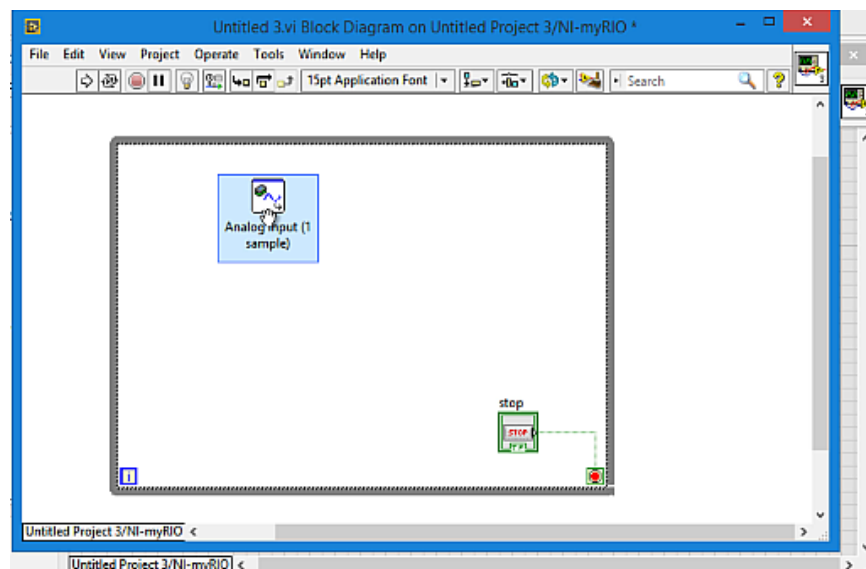 Untitled 3.vi Block Diagram on Untitled Project 3/NI-myRIO *
File Edit View Project Operate Tools Window Help
15pt Application Font Search
Analog Input (1
sample)
stop
STOP
i
Untitled Project 3/NI-myRIO
Untitled Project 3/NI-myRIO